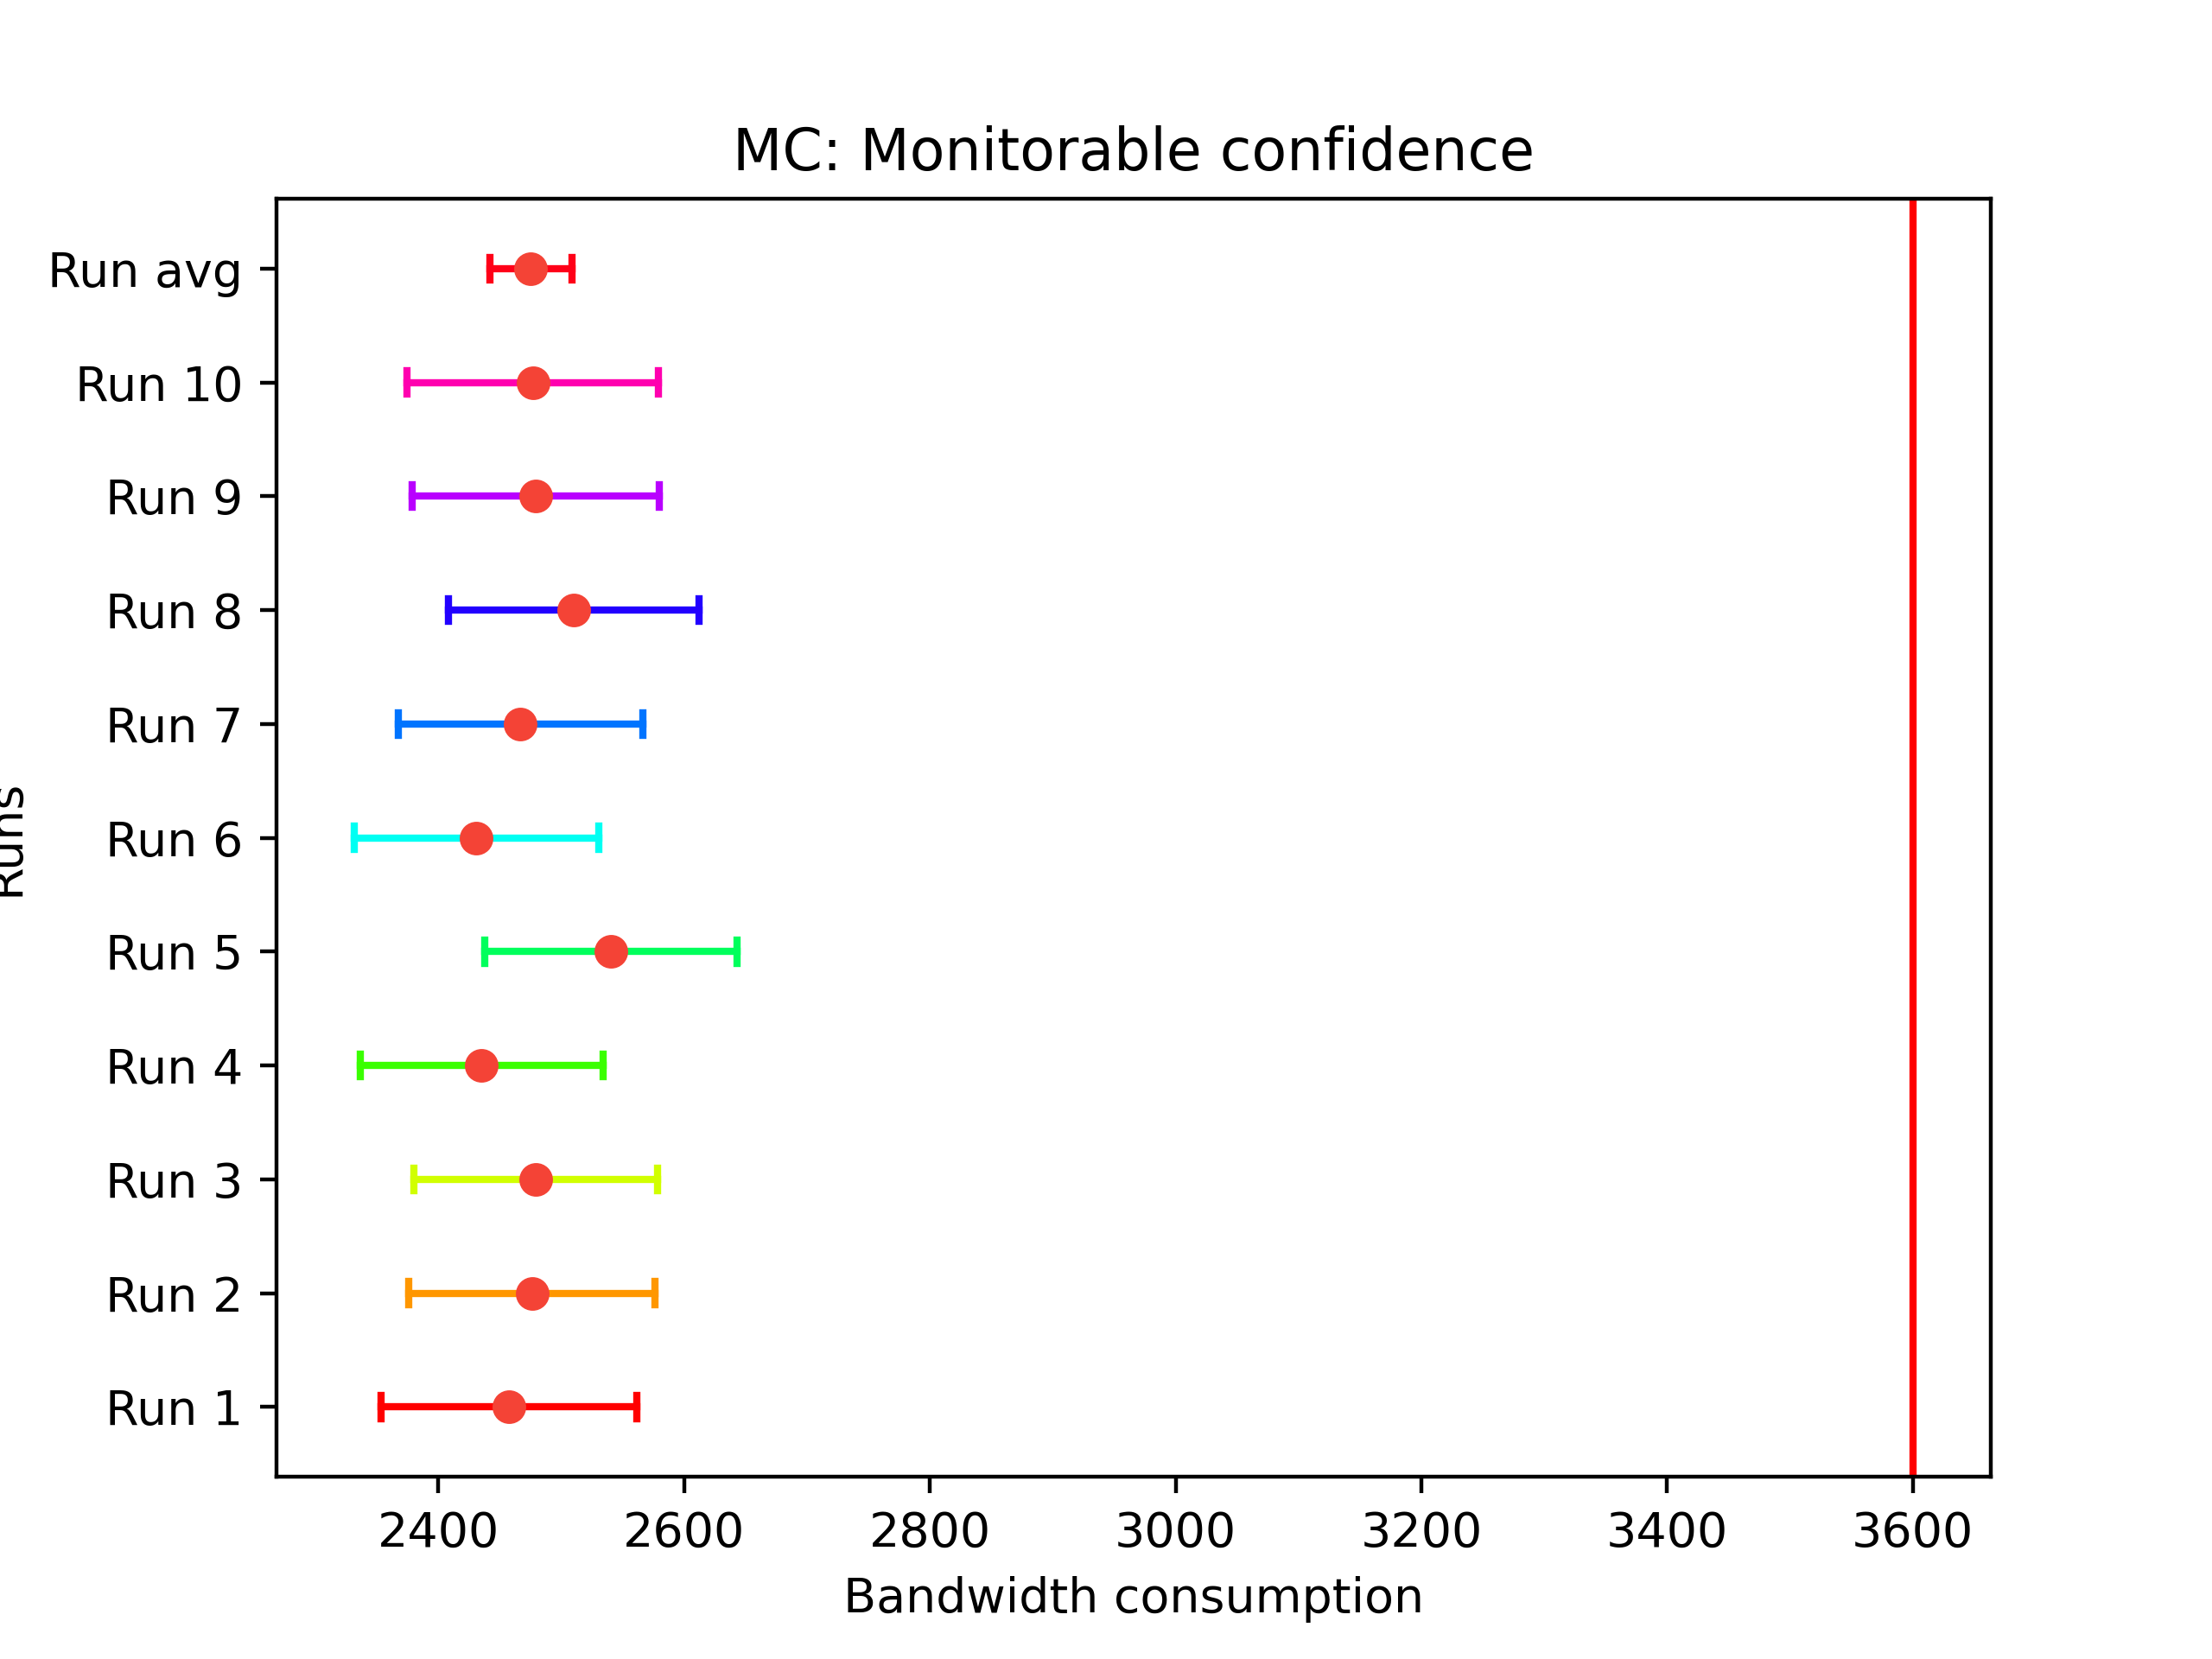 MC: Monitorable confidence
Run avg
Run 10
Run 9
Run 8
Run 7
Run 6
Runs
Run 5
Run 4
Run 3
Run 2
Run 1
2400 2600 2800 3000 3200 3400 3600
Bandwidth consumption